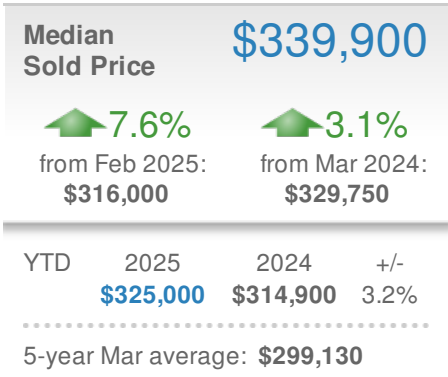 Median $339,900
Sold Price
7.6% 3.1%
from Feb 2025: from Mar 2024:
$316,000 $329,750
YTD 2025 2024 +/-
$325,000 $314,900 3.2%
5-year Mar average: $299,130